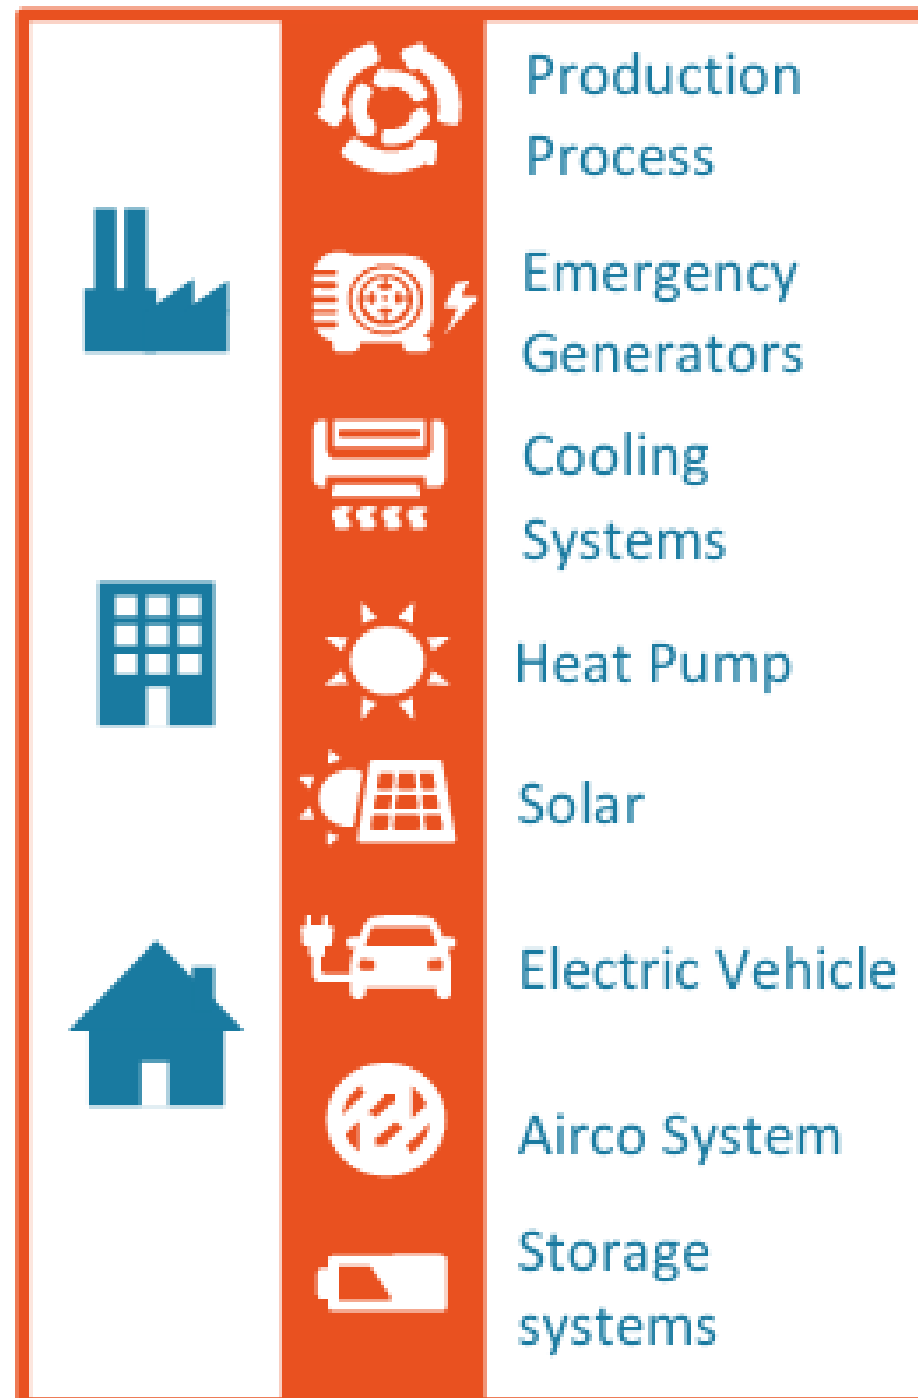 Production
Process
Emergency
Generators
Cooling
Systems
Heat Pump
Solar
Electric Vehicle
Airco System
Storage
systems